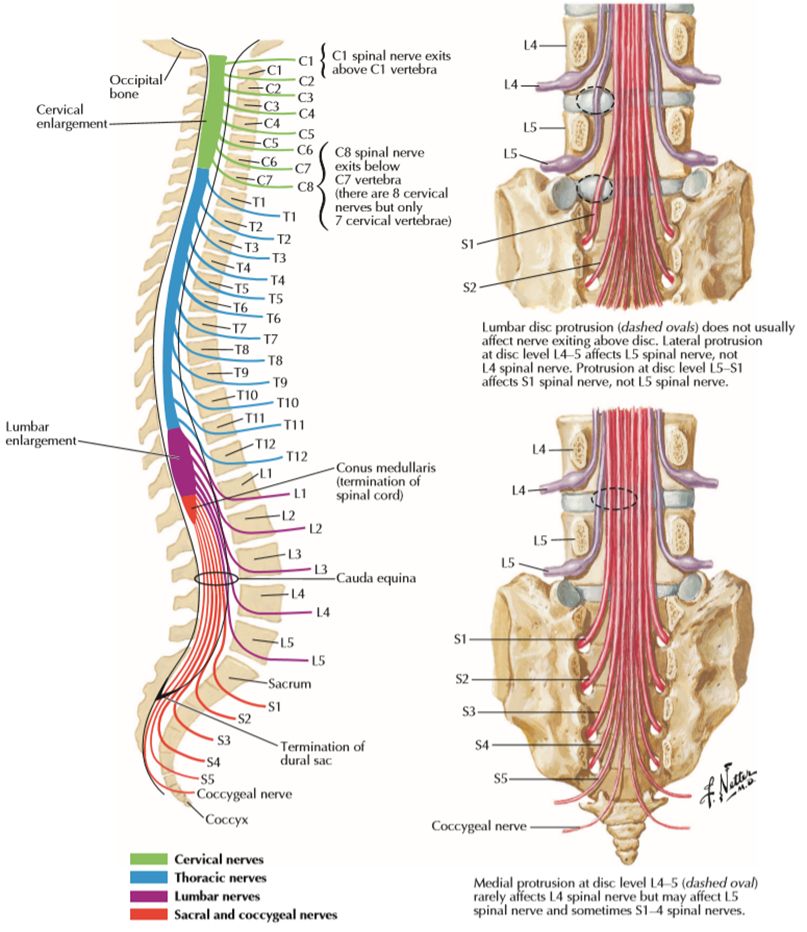 Occipital
bone
Cervical
enlargement
C1
C1 spinal nerve exits
above C1 vertebra
C1
C2
C2
C3
C3
C4
C4
C5
C5
C6
C6
C7
C7
C8
C8 spinal nerve
exits below
C7 vertebra
(there are 8 cervical
nerves but only
7 cervical vertebrae)
T1
T1
T2
T2
T3
T3
T4
T4
T5
T5
T6
T6
T7
T7
T8
T8
T9
T9
T10
T10
T11
T11
T12
T12
Lumbar
enlargement
L1
Conus medullaris
(termination of
spinal cord)
L1
L2
L2
L3
L3
Cauda equina
L4
L4
L5
L5
Sacrum
S1
S2
S3
Termination of
dural sac
S4
S5
Coccygeal nerve
Coccyx
Cervical nerves
Thoracic nerves
Lumbar nerves
Sacral and coccygeal nerves
L4
L4
L5
L5
S1
S2
Lumbar disc protrusion (dashed ovals) does not usually
affect nerve exiting above disc. Lateral protrusion
at disc level L4–5 affects L5 spinal nerve, not
L4 spinal nerve. Protrusion at disc level L5–S1
affects S1 spinal nerve, not L5 spinal nerve.
L4
L4
L5
L5
S1
S2
S3
S4
S5
Coccygeal nerve
F. Netter
M.D.
Medial protrusion at disc level L4–5 (dashed oval)
rarely affects L4 spinal nerve but may affect L5
spinal nerve and sometimes S1–4 spinal nerves.